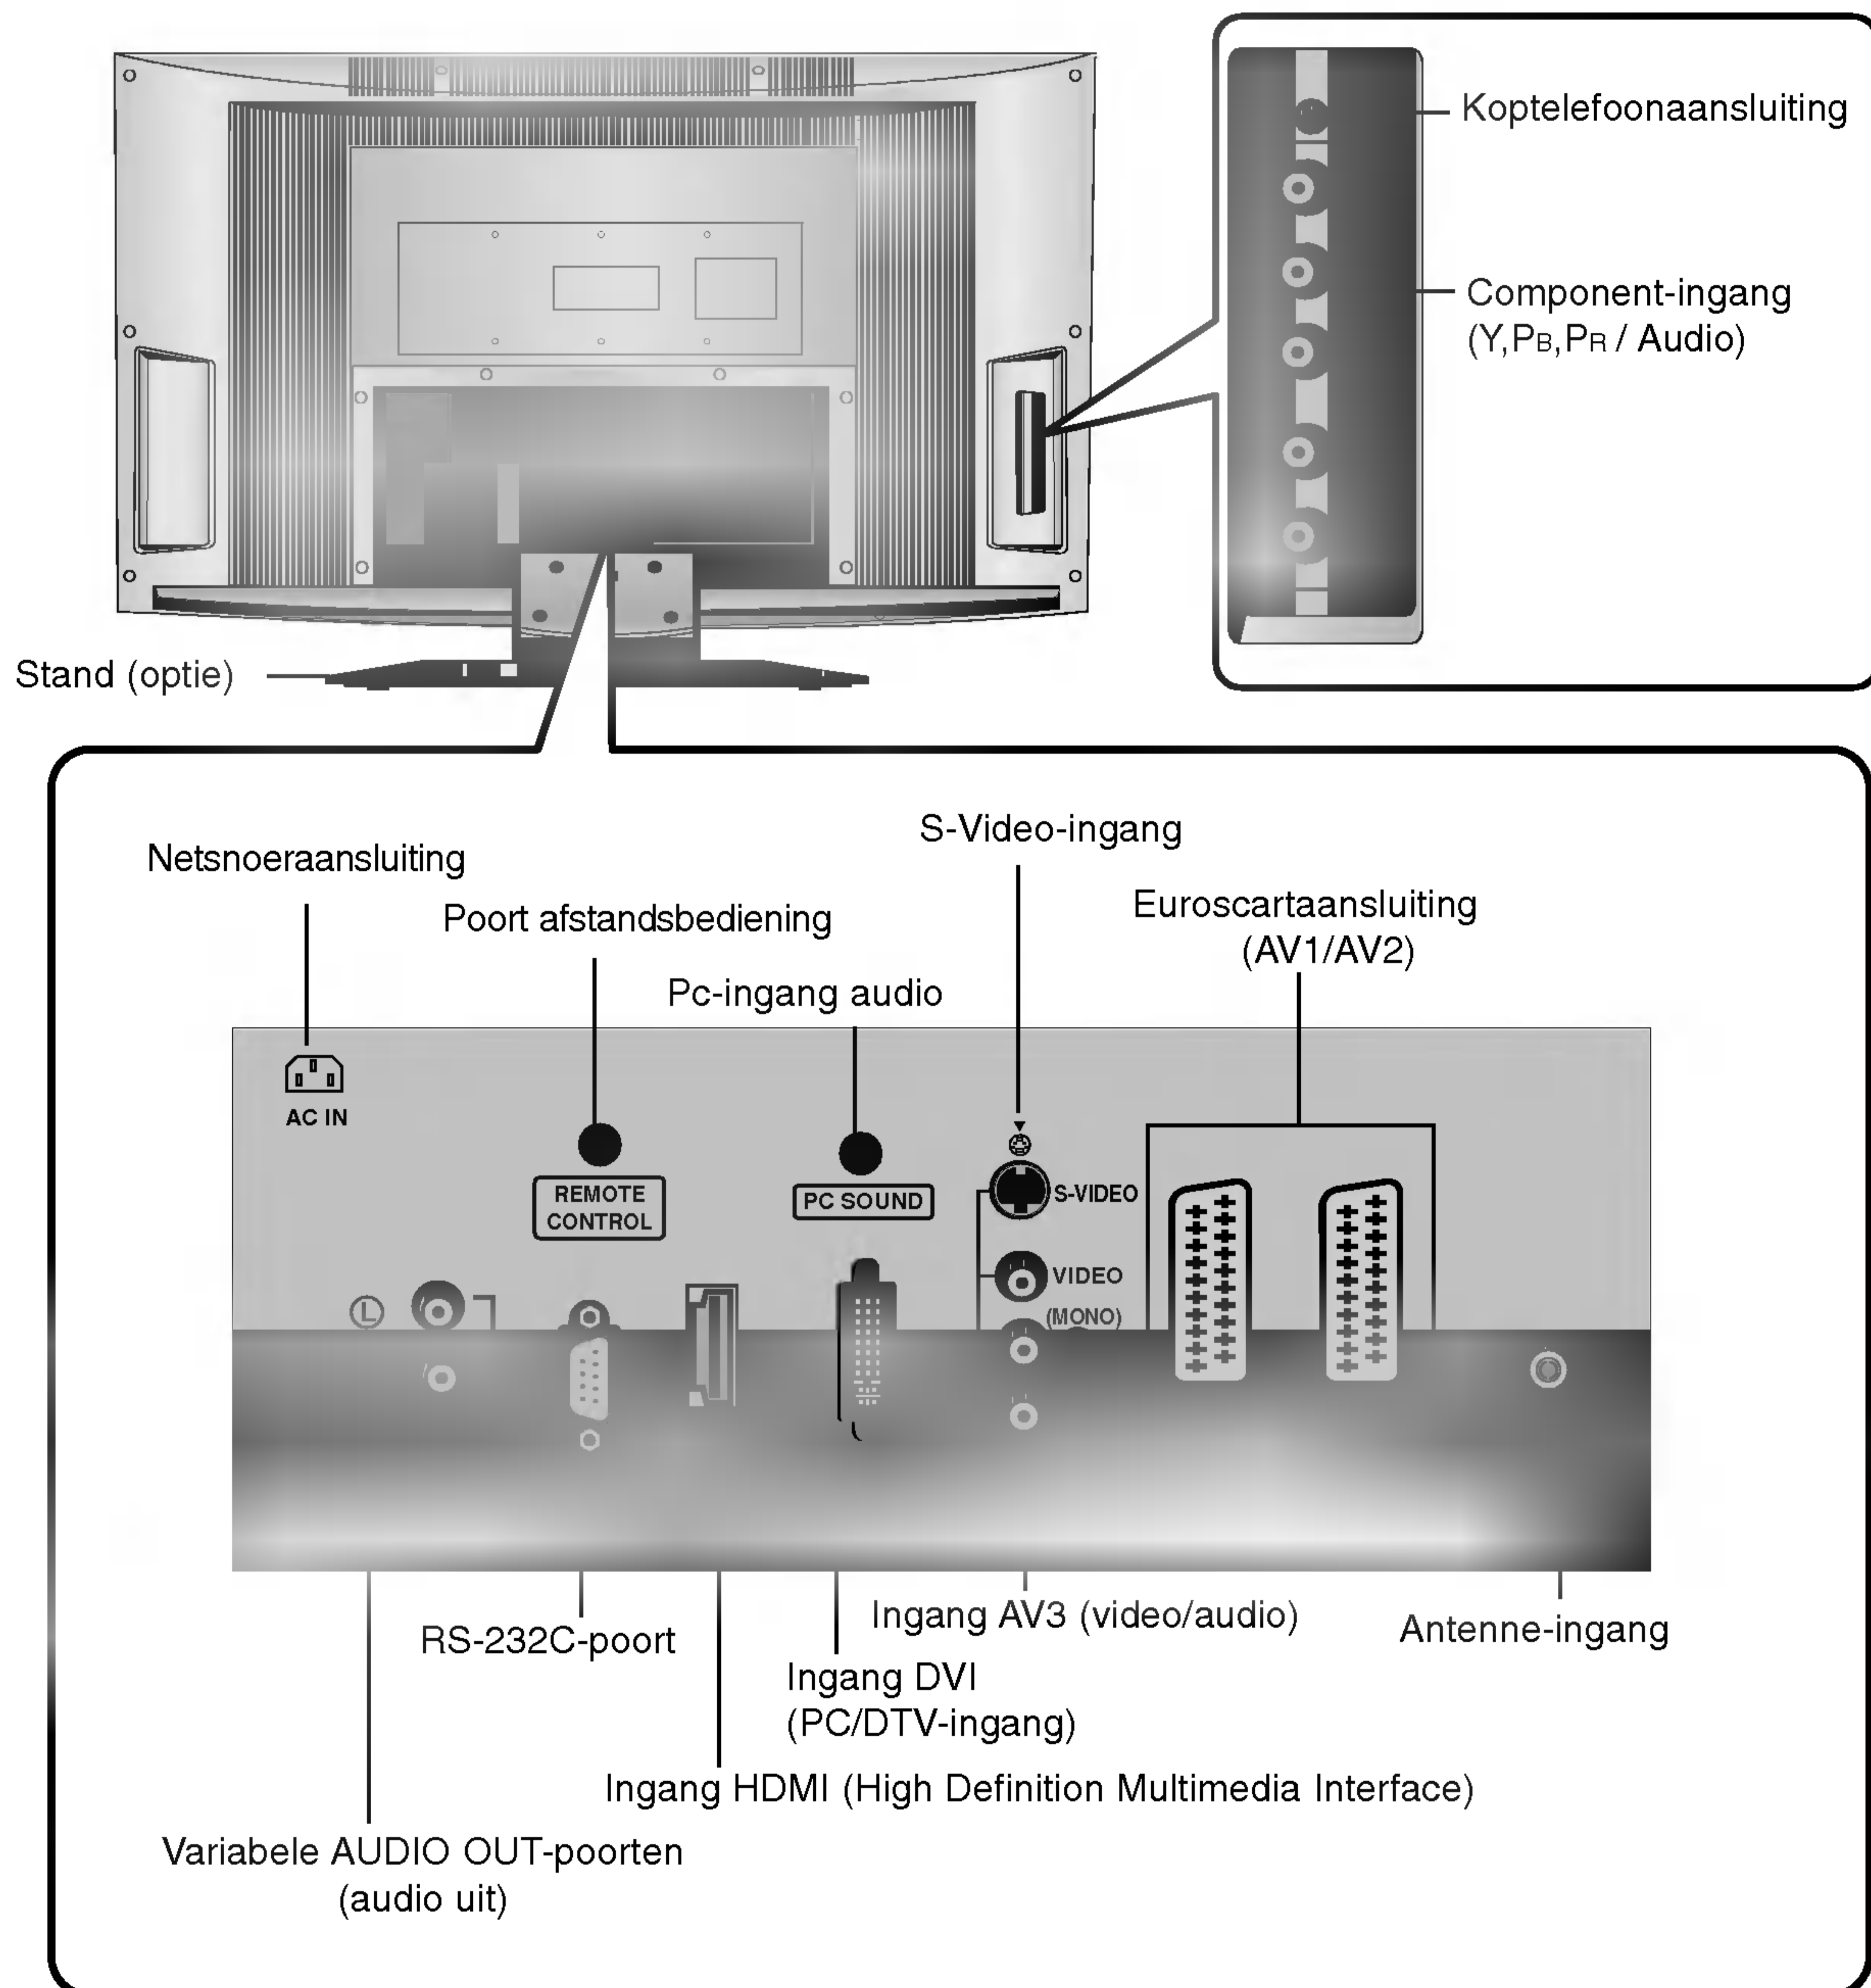 Koptelefoonaansluiting
Component-ingang
(Y,PB,PR / Audio)
Stand (optie)
S-Video-ingang
Netsnoeraansluiting
Poort afstandsbediening
Euroscartaansluiting
(AV1/AV2)
Pc-ingang audio
AC IN
REMOTE
CONTROL
PC SOUND
S-VIDEO
VIDEO
(MONO)
L
Ingang AV3 (video/audio)
RS-232C-poort
Antenne-ingang
Ingang DVI
(PC/DTV-ingang)
Ingang HDMI (High Definition Multimedia Interface)
Variabele AUDIO OUT-poorten
(audio uit)